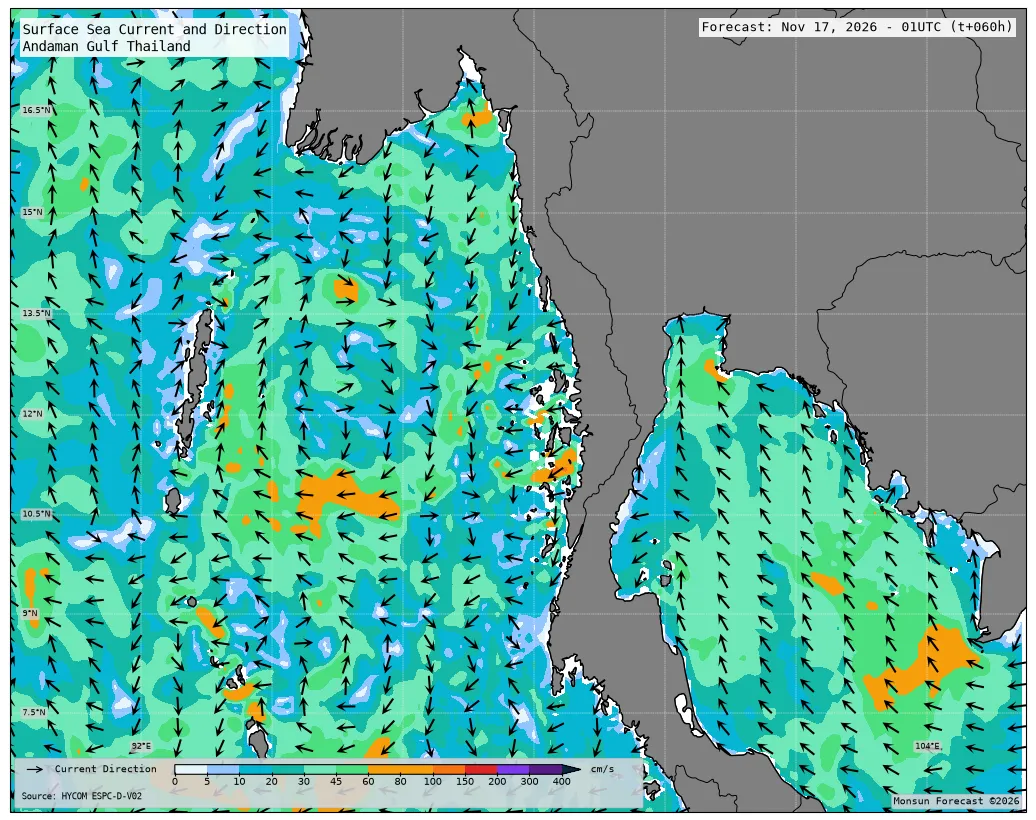 Surface Sea Current and Direction
Andaman Gulf Thailand
Forecast: Nov 17, 2026 - 01UTC (t+060h)
16.5°N
15°N
13.5°N
12°N
10.5°N
9°N
7.5°N
92°E
104°E
Current Direction
0 5 10 20 30 45 60 80 100 150 200 300 400 cm/s
Source: HYCOM ESPC-D-V02
Monsun Forecast ©2026